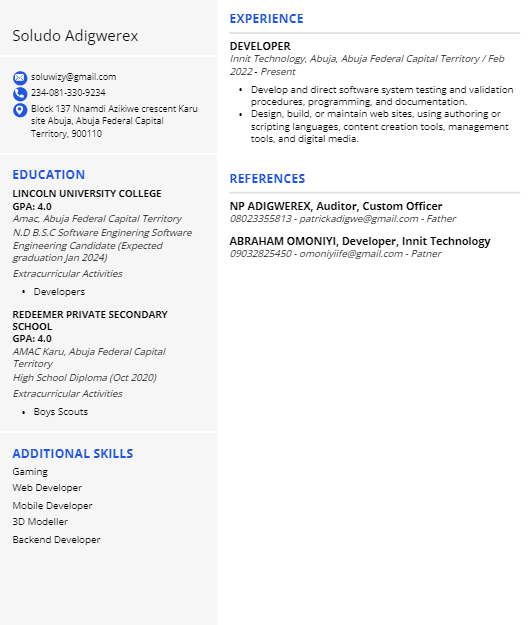 Soludo Adigwerex
soluwizy@gmail.com
234-081-330-9234
Block 137 Nnamdi Azikiwe crescent Karu
site Abuja, Abuja Federal Capital
Territory, 900110
EDUCATION
LINCOLN UNIVERSITY COLLEGE
GPA: 4.0
Amac, Abuja Federal Capital Territory
N.D B.S.C Software Enginering Software
Engineering Candidate (Expected
graduation Jan 2024)
Extracurricular Activities
• Developers
REDEEMER PRIVATE SECONDARY
SCHOOL
GPA: 4.0
AMAC Karu, Abuja Federal Capital
Territory
High School Diploma (Oct 2020)
Extracurricular Activities
• Boys Scouts
ADDITIONAL SKILLS
Gaming
Web Developer
Mobile Developer
3D Modeller
Backend Developer
EXPERIENCE
DEVELOPER
Innit Technology, Abuja, Abuja Federal Capital Territory / Feb
2022 - Present
• Develop and direct software system testing and validation
procedures, programming, and documentation.
• Design, build, or maintain web sites, using authoring or
scripting languages, content creation tools, management
tools, and digital media.
REFERENCES
NP ADIGWEREX, Auditor, Custom Officer
08023355813 - patrickadigwe@gmail.com - Father
ABRAHAM OMONIYI, Developer, Innit Technology
09032825450 - omoniyiife@gmail.com - Patner